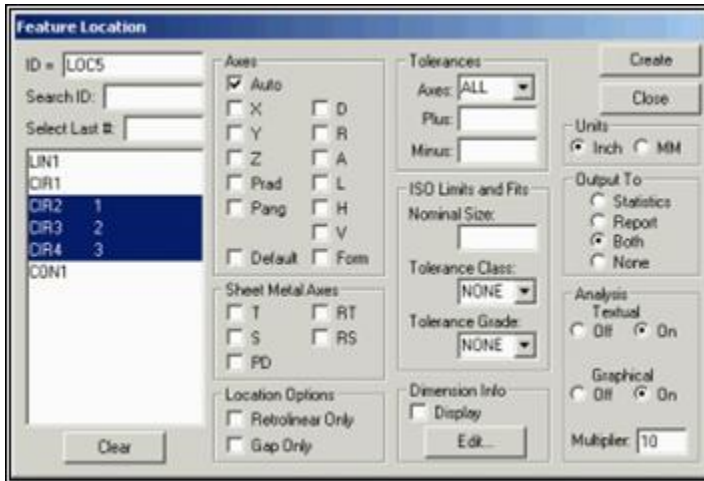 Feature Location
ID = LOC5
Search ID:
Select Last #:
LIN1
CIR1
CIR2 1
CIR3 2
CIR4 3
CON1
Clear
Axes
Auto
X D
Y R
Z A
Prad L
Pang H
V
Default Form
Sheet Metal Axes
T RT
S RS
PD
Location Options
Retrolinear Only
Gap Only
Tolerances
Axes: ALL
Plus:
Minus:
ISO Limits and Fits
Nominal Size:
Tolerance Class:
NONE
Tolerance Grade:
NONE
Dimension Info
Display
Edit...
Create
Close
Units
Inch MM
Output To
Statistics
Report
Both
None
Analysis
Textual
Off On
Graphical
Off On
Multiplier: 10